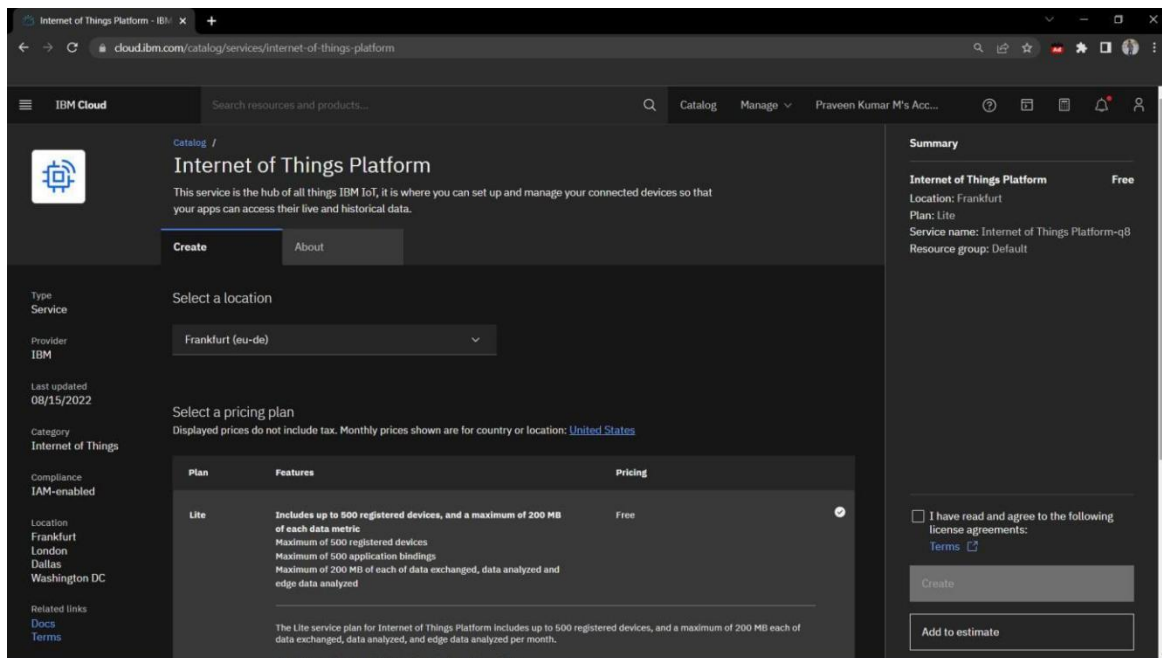 Internet of Things Platform - IBM
cloud.ibm.com/catalog/services/internet-of-things-platform
IBM Cloud
Search resources and products...
Catalog
Manage
Praveen Kumar M's Acc...
Catalog /
Internet of Things Platform
This service is the hub of all things IBM IoT, it is where you can set up and manage your connected devices so that
your apps can access their live and historical data.
Create
About
Type
Service
Provider
IBM
Last updated
08/15/2022
Category
Internet of Things
Compliance
IAM-enabled
Location
Frankfurt
London
Dallas
Washington DC
Related links
Docs
Terms
Select a location
Frankfurt (eu-de)
Select a pricing plan
Displayed prices do not include tax. Monthly prices shown are for country or location: United States
Plan Features Pricing
Lite
Includes up to 500 registered devices, and a maximum of 200 MB
of each data metric
Maximum of 500 registered devices
Maximum of 500 application bindings
Maximum of 200 MB of each of data exchanged, data analyzed and
edge data analyzed
Free
The Lite service plan for Internet of Things Platform includes up to 500 registered devices, and a maximum of 200 MB each of
data exchanged, data analyzed, and edge data analyzed per month.
Summary
Internet of Things Platform Free
Location: Frankfurt
Plan: Lite
Service name: Internet of Things Platform-q8
Resource group: Default
I have read and agree to the following
license agreements:
Terms
Create
Add to estimate